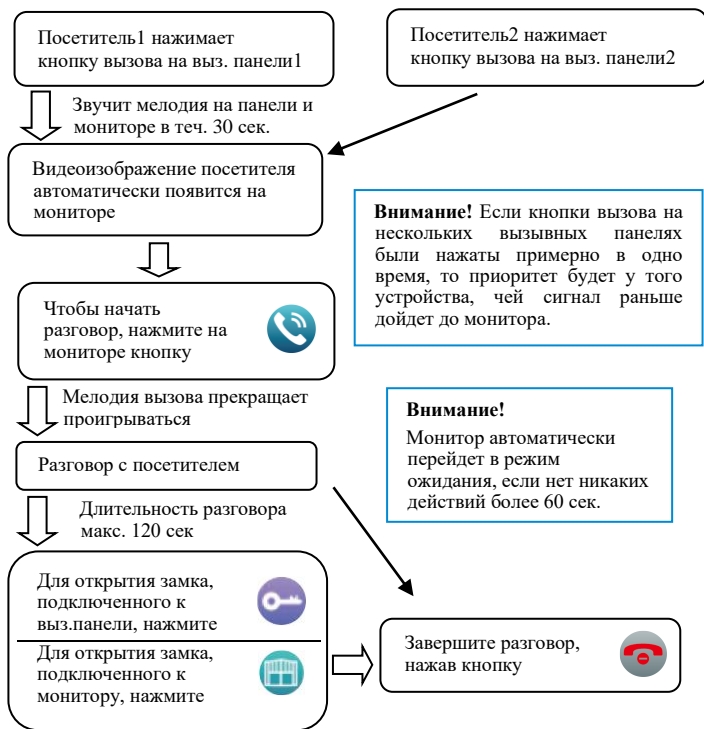 Посетитель1 нажимает
кнопку вызова на выз. панели1
Посетитель2 нажимает
кнопку вызова на выз. панели2
Звучит мелодия на панели и
мониторе в теч. 30 сек.
Видеоизображение посетителя
автоматически появится на
мониторе
Внимание! Если кнопки вызова на
нескольких вызывных панелях
были нажаты примерно в одно
время, то приоритет будет у того
устройства, чей сигнал раньше
дойдет до монитора.
Чтобы начать
разговор, нажмите на
мониторе кнопку
Мелодия вызова прекращает
проигрываться
Внимание!
Монитор автоматически
перейдет в режим
ожидания, если нет никаких
действий более 60 сек.
Разговор с посетителем
Длительность разговора
макс. 120 сек
Для открытия замка,
подключенного к
выз.панели, нажмите
Для открытия замка,
подключенного к
монитору, нажмите
Завершите разговор,
нажав кнопку